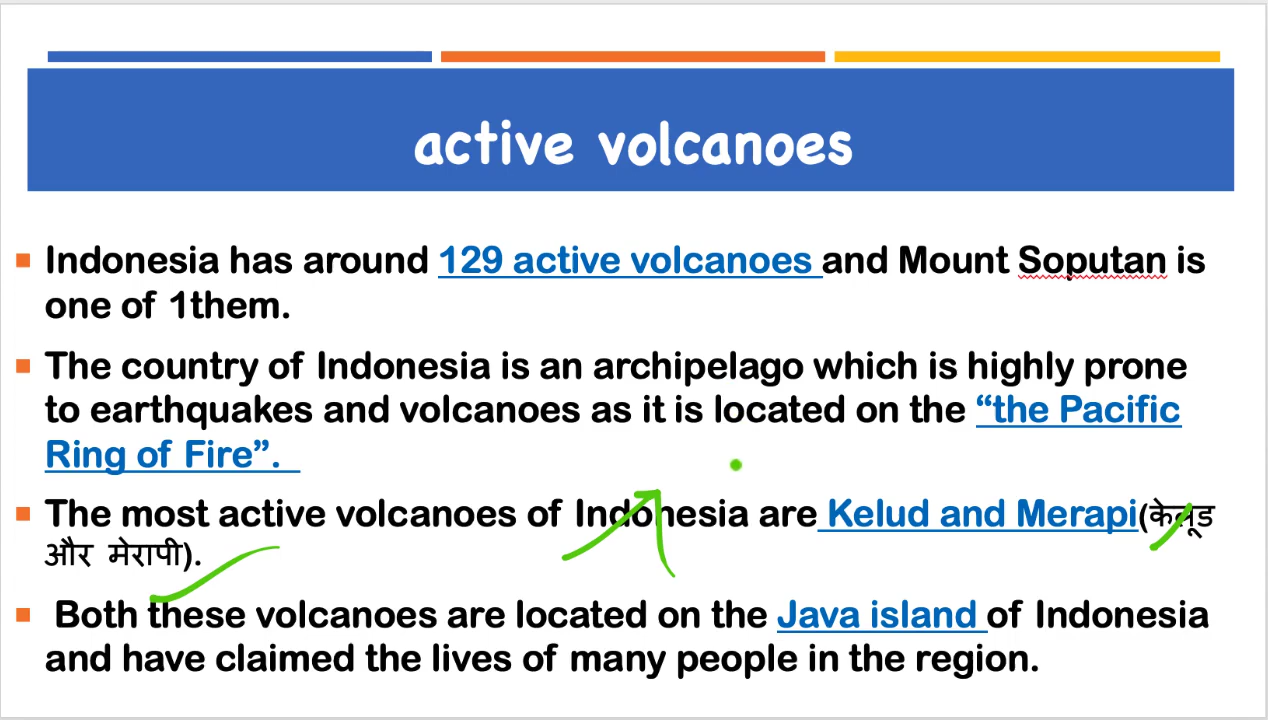 active volcanoes
Indonesia has around 129 active volcanoes and Mount Soputan is
one of 1them.
The country of Indonesia is an archipelago which is highly prone
to earthquakes and volcanoes as it is located on the “the Pacific
Ring of Fire”.
The most active volcanoes of Indonesia are Kelud and Merapi(केलूड
और मेरापी).
Both these volcanoes are located on the Java island of Indonesia
and have claimed the lives of many people in the region.